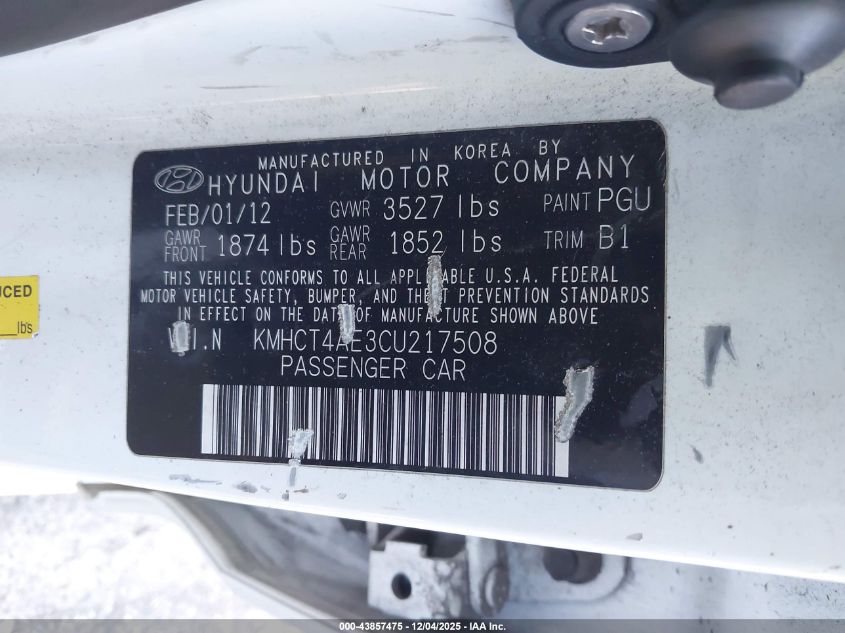 MANUFACTURED IN KOREA BY
HYUNDAI MOTOR COMPANY
FEB/01/12 GVWR 3527 lbs PAINT PGU
GAWR FRONT 1874 lbs GAWR REAR 1852 lbs TRIM B1
THIS VEHICLE CONFORMS TO ALL APPLICABLE U.S.A. FEDERAL
MOTOR VEHICLE SAFETY, BUMPER, AND THEFT PREVENTION STANDARDS
IN EFFECT ON THE DATE OF MANUFACTURE SHOWN ABOVE
V.I.N KMHCT4AE3CU217508
PASSENGER CAR
lbs
000-43857475 - 12/04/2025 - IAA Inc.